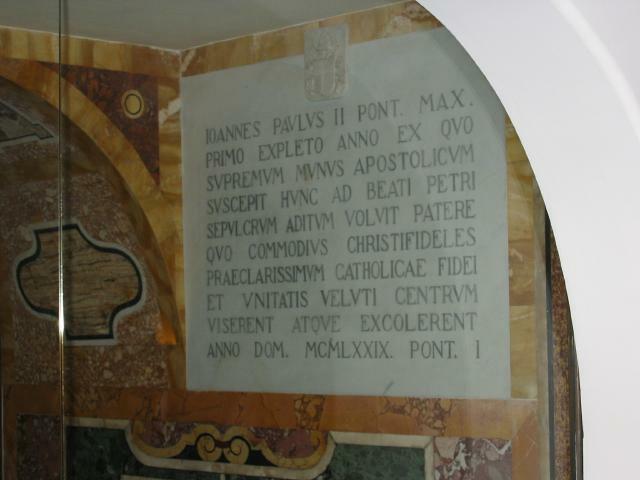 IOANNES PAVLVS II PONT. MAX.
PRIMO EXPLETO ANNO EX QVO
SVPREMVM MVNVS APOSTOLICVM
SVSCEPIT HVNC AD BEATI PETRI
SEPVLCRVM ADITVM VOLVIT PATERE
QVO COMMODIVS CHRISTIFIDELES
PRAECLARISSIMVM CATHOLICAE FIDEI
ET VNITATIS VELVTI CENTRVM
VISERENT ATQVE EXCOLERENT
ANNO DOM. MCMLXXIX. PONT. I